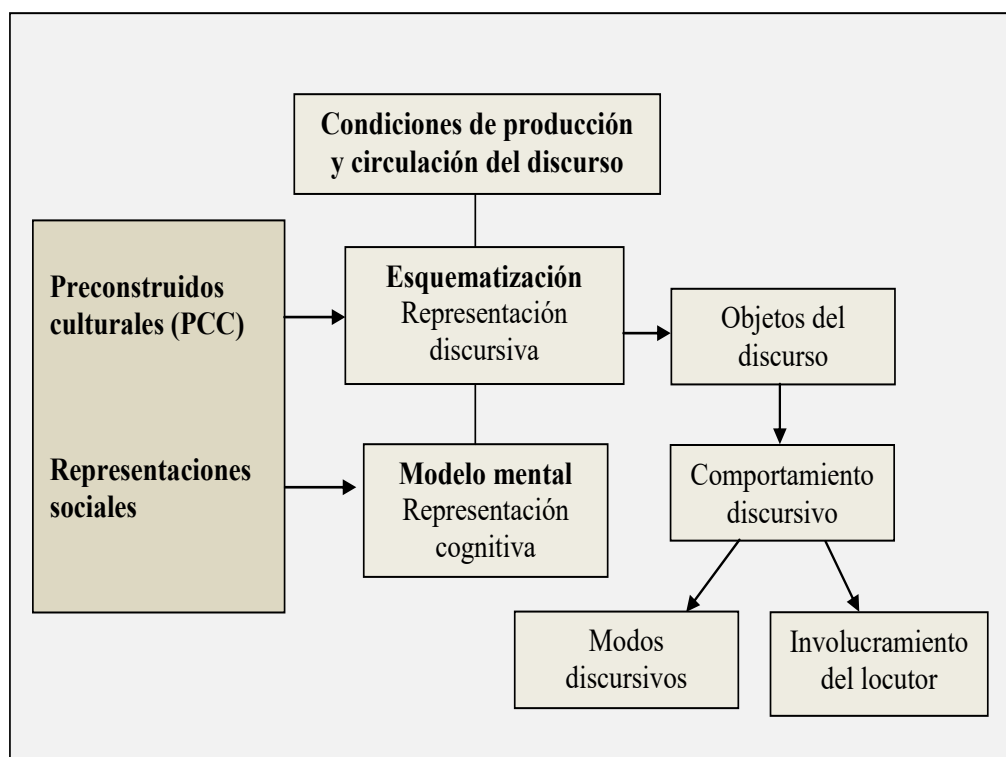 Condiciones de producción
y circulación del discurso
Preconstruidos
culturales (PCC)
Esquematización
Representación
discursiva
Objetos del
discurso
Representaciones
sociales
Modelo mental
Representación
cognitiva
Comportamiento
discursivo
Modos
discursivos
Involucramiento
del locutor